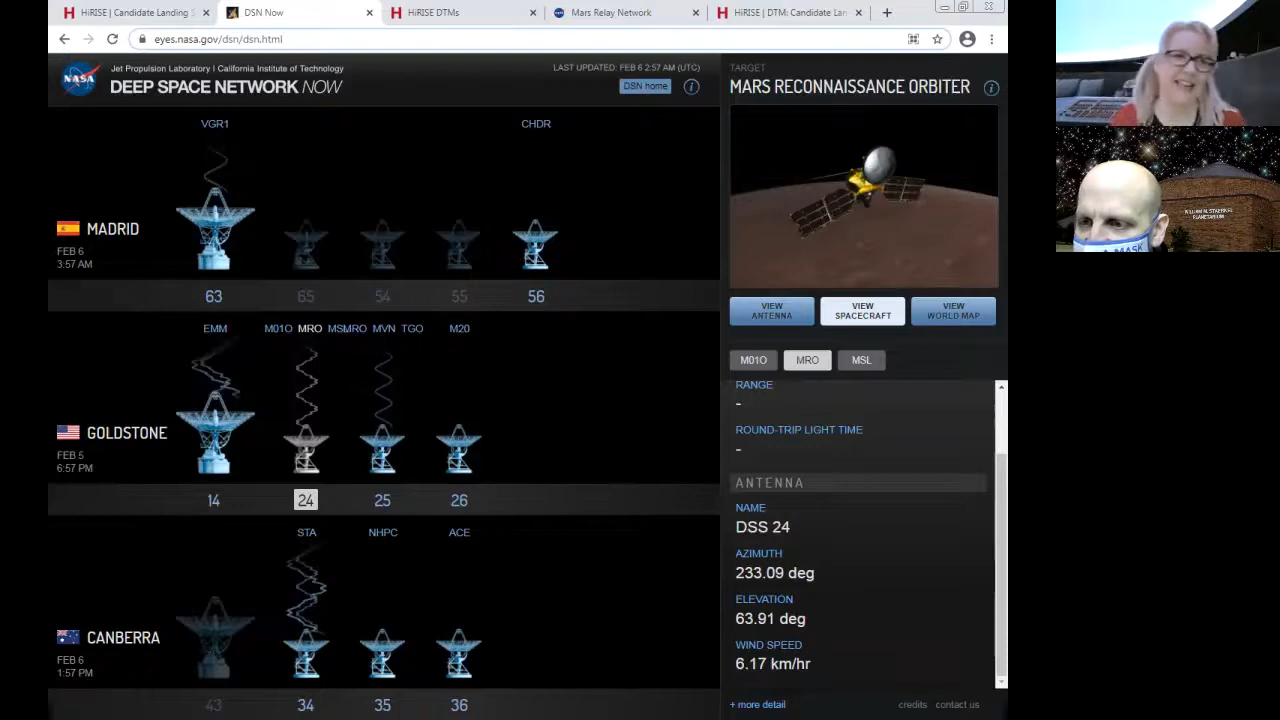 HiRISE | Candidate Landing S
DSN Now
HiRISE DTMs
Mars Relay Network
HiRISE | DTM: Candidate Lan
eyes.nasa.gov/dsn/dsn.html
NASA
Jet Propulsion Laboratory | California Institute of Technology
DEEP SPACE NETWORK NOW
LAST UPDATED: FEB 6 2:57 AM (UTC)
DSN home
VGR1
CHDR
MADRID
FEB 6
3:57 AM
63
65
54
55
56
EMM
M01O
MRO
MSMRO
MVN
TGO
M20
GOLDSTONE
FEB 5
6:57 PM
14
24
25
26
STA
NHPC
ACE
CANBERRA
FEB 6
1:57 PM
43
34
35
36
TARGET
MARS RECONNAISSANCE ORBITER
VIEW
ANTENNA
VIEW
SPACECRAFT
VIEW
WORLD MAP
M01O
MRO
MSL
RANGE
-
ROUND-TRIP LIGHT TIME
-
ANTENNA
NAME
DSS 24
AZIMUTH
233.09 deg
ELEVATION
63.91 deg
WIND SPEED
6.17 km/hr
+ more detail
credits
contact us
WILLIAM M. STAERKEL
PLANETARIUM
MASK